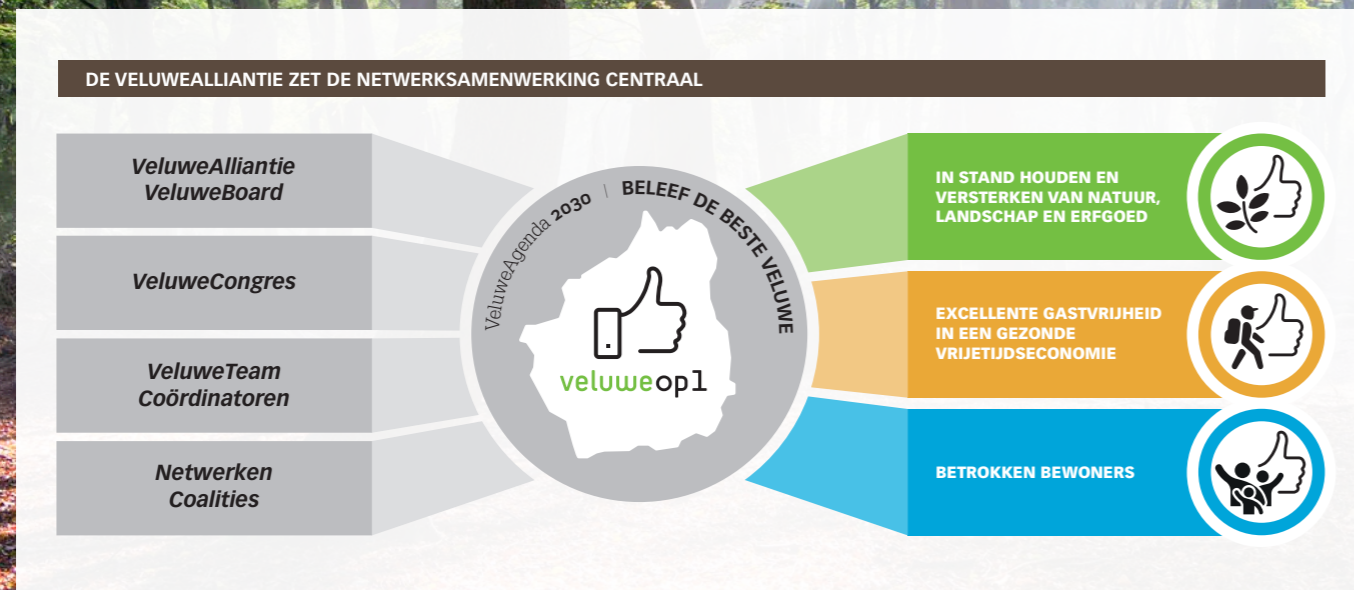 DE VELUWEALLIANTIE ZET DE NETWERKSAMENWERKING CENTRAAL
VeluweAlliantie
VeluweBoard
VeluweCongres
VeluweTeam
Coördinatoren
Netwerken
Coalities
VeluweAgenda 2030 | BELEEF DE BESTE VELUWE
veluweop1
IN STAND HOUDEN EN
VERSTERKEN VAN NATUUR,
LANDSCHAP EN ERFGOED
EXCELLENTE GASTVRIJHEID
IN EEN GEZONDE
VRIJETIJDSECONOMIE
BETROKKEN BEWONERS